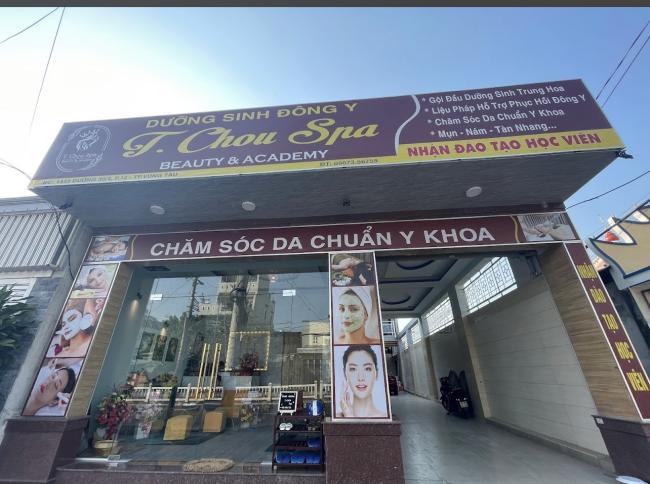 DƯỠNG SINH ĐÔNG Y
T. Chou Spa
BEAUTY & ACADEMY
* Gội Đầu Dưỡng Sinh Trung Hoa
* Liệu Pháp Hỗ Trợ Phục Hồi Đông Y
* Chăm Sóc Da Chuẩn Y Khoa
* Mụn - Nám - Tàn Nhang...
NHẬN ĐÀO TẠO HỌC VIÊN
T. Chou Spa
CHĂM SÓC DA CHUẨN Y KHOA
NHẬN ĐÀO TẠO HỌC VIÊN